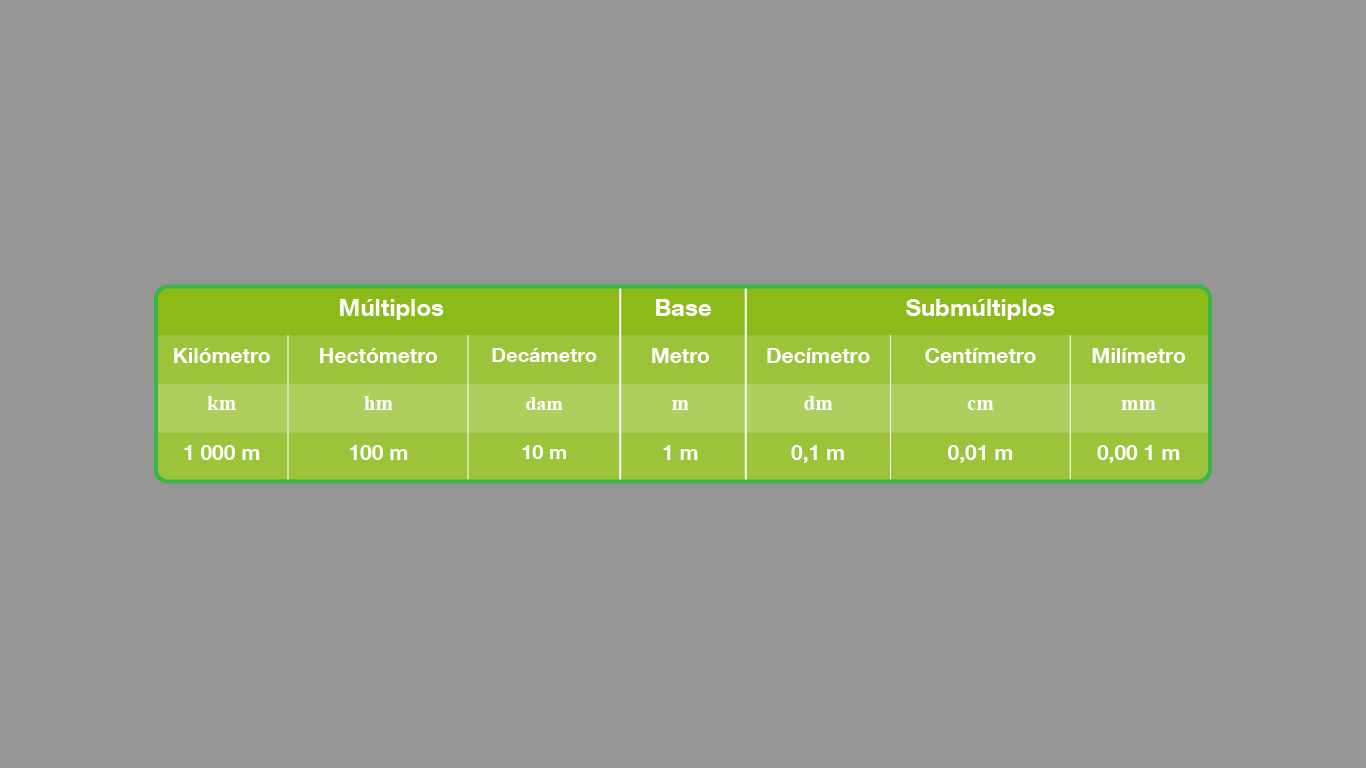 Múltiplos Base Submúltiplos
Kilómetro Hectómetro Decámetro Metro Decímetro Centímetro Milímetro
km hm dam m dm cm mm
1 000 m 100 m 10 m 1 m 0,1 m 0,01 m 0,00 1 m